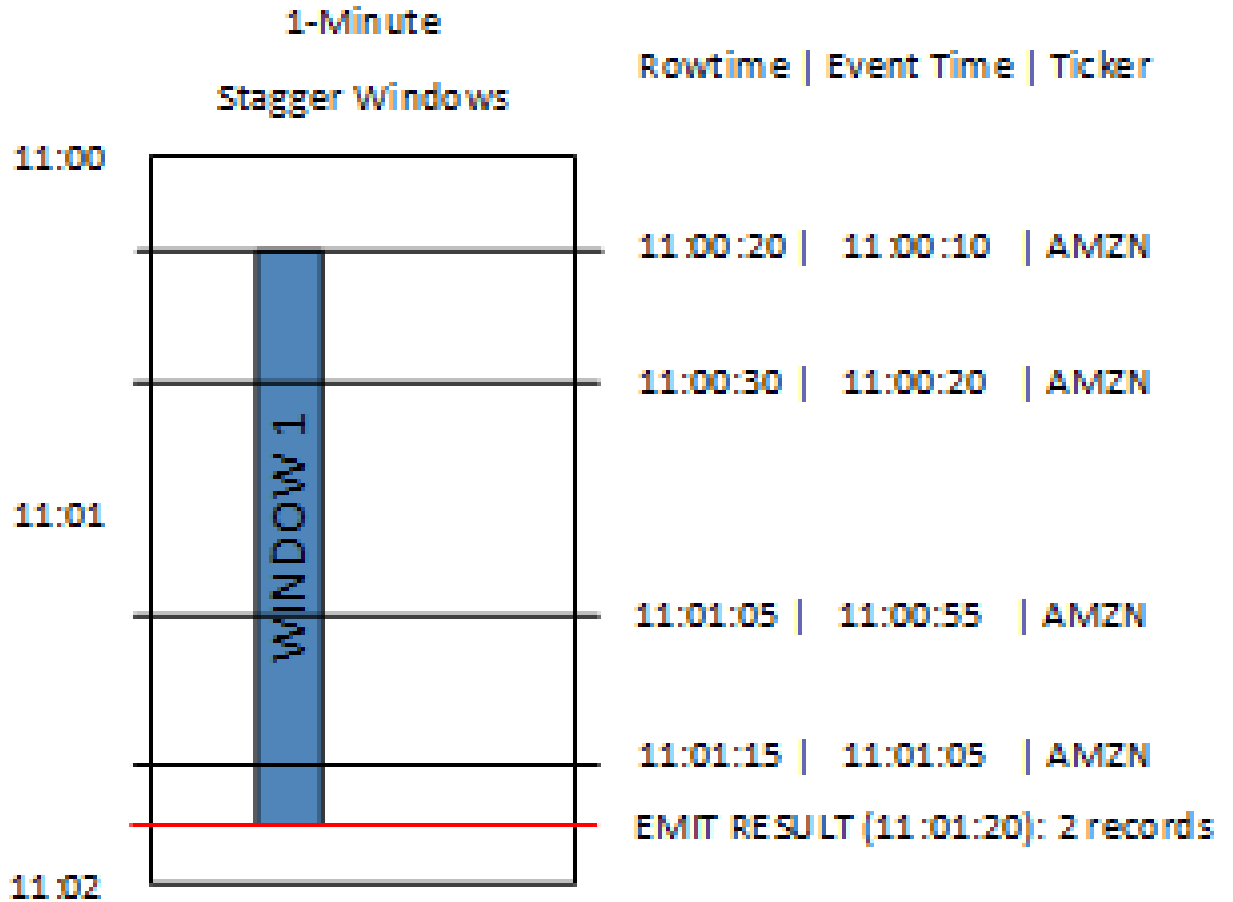 1-Minute
Stagger Windows
Rowtime | Event Time | Ticker
11:00
11:00:20 | 11:00:10 | AMZN
11:00:30 | 11:00:20 | AMZN
WINDOW 1
11:01
11:01:05 | 11:00:55 | AMZN
11:01:15 | 11:01:05 | AMZN
EMIT RESULT (11:01:20): 2 records
11:02